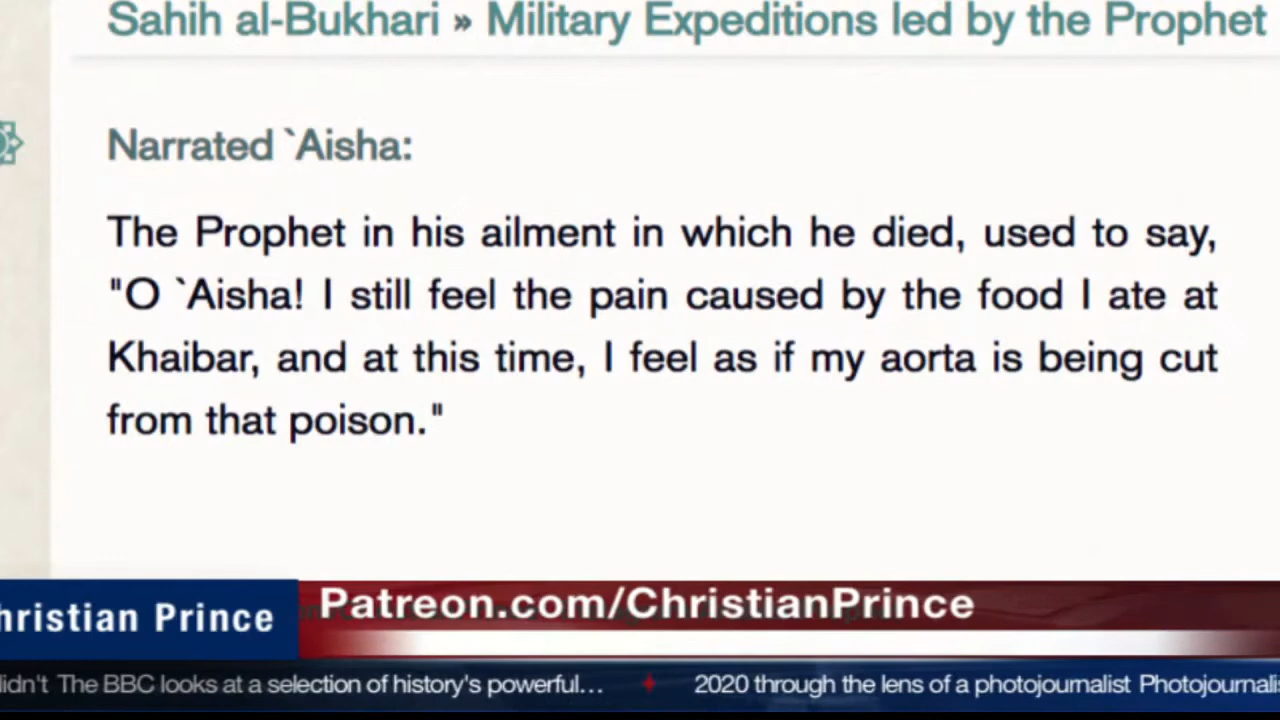 Sahih al-Bukhari » Military Expeditions led by the Prophet
Narrated `Aisha:
The Prophet in his ailment in which he died, used to say,
"O `Aisha! I still feel the pain caused by the food I ate at
Khaibar, and at this time, I feel as if my aorta is being cut
from that poison."
hristian Prince
Patreon.com/ChristianPrince
didn't The BBC looks at a selection of history's powerful...
2020 through the lens of a photojournalist Photojournalis